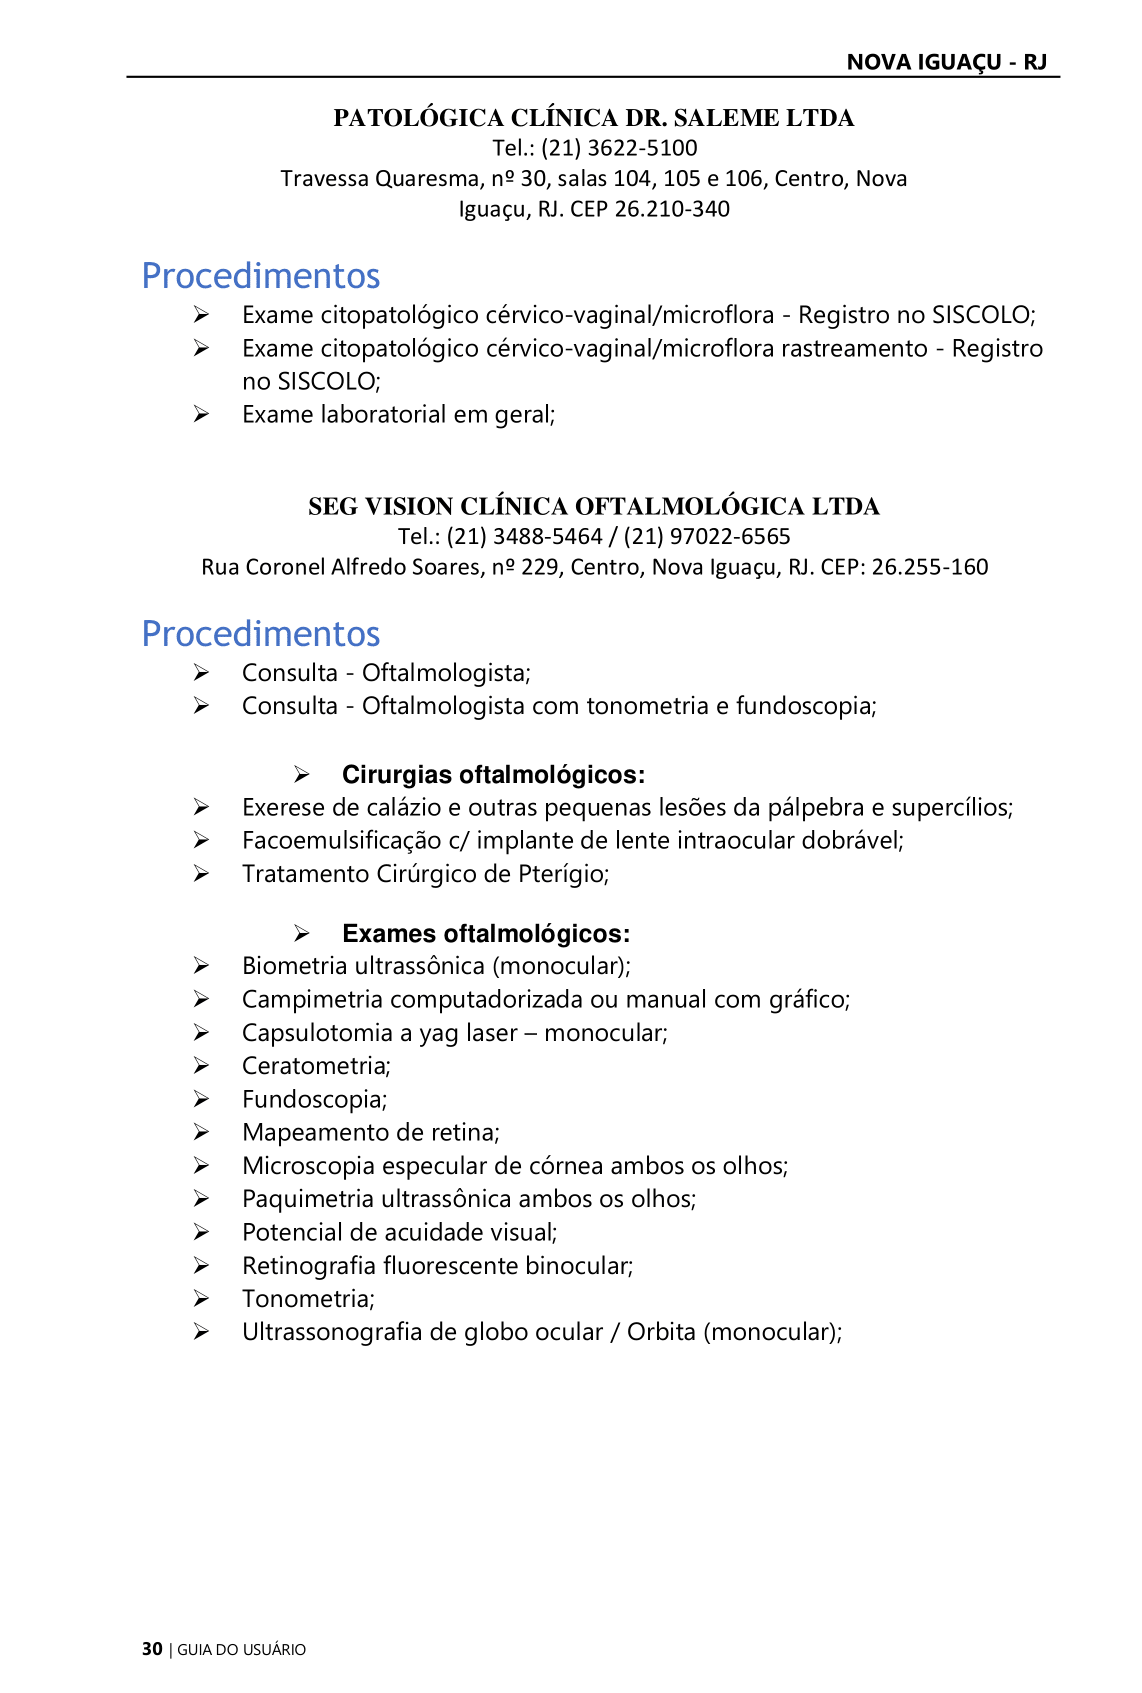 NOVA IGUAÇU - RJ
PATOLÓGICA CLÍNICA DR. SALEME LTDA
Tel.: (21) 3622-5100
Travessa Quaresma, nº 30, salas 104, 105 e 106, Centro, Nova
Iguaçu, RJ. CEP 26.210-340
Procedimentos
➢ Exame citopatológico cérvico-vaginal/microflora - Registro no SISCOLO;
➢ Exame citopatológico cérvico-vaginal/microflora rastreamento - Registro
no SISCOLO;
➢ Exame laboratorial em geral;
SEG VISION CLÍNICA OFTALMOLÓGICA LTDA
Tel.: (21) 3488-5464 / (21) 97022-6565
Rua Coronel Alfredo Soares, nº 229, Centro, Nova Iguaçu, RJ. CEP: 26.255-160
Procedimentos
➢ Consulta - Oftalmologista;
➢ Consulta - Oftalmologista com tonometria e fundoscopia;
➢ Cirurgias oftalmológicos:
➢ Exerese de calázio e outras pequenas lesões da pálpebra e supercílios;
➢ Facoemulsificação c/ implante de lente intraocular dobrável;
➢ Tratamento Cirúrgico de Pterígio;
➢ Exames oftalmológicos:
➢ Biometria ultrassônica (monocular);
➢ Campimetria computadorizada ou manual com gráfico;
➢ Capsulotomia a yag laser – monocular;
➢ Ceratometria;
➢ Fundoscopia;
➢ Mapeamento de retina;
➢ Microscopia especular de córnea ambos os olhos;
➢ Paquimetria ultrassônica ambos os olhos;
➢ Potencial de acuidade visual;
➢ Retinografia fluorescente binocular;
➢ Tonometria;
➢ Ultrassonografia de globo ocular / Orbita (monocular);
30 | GUIA DO USUÁRIO